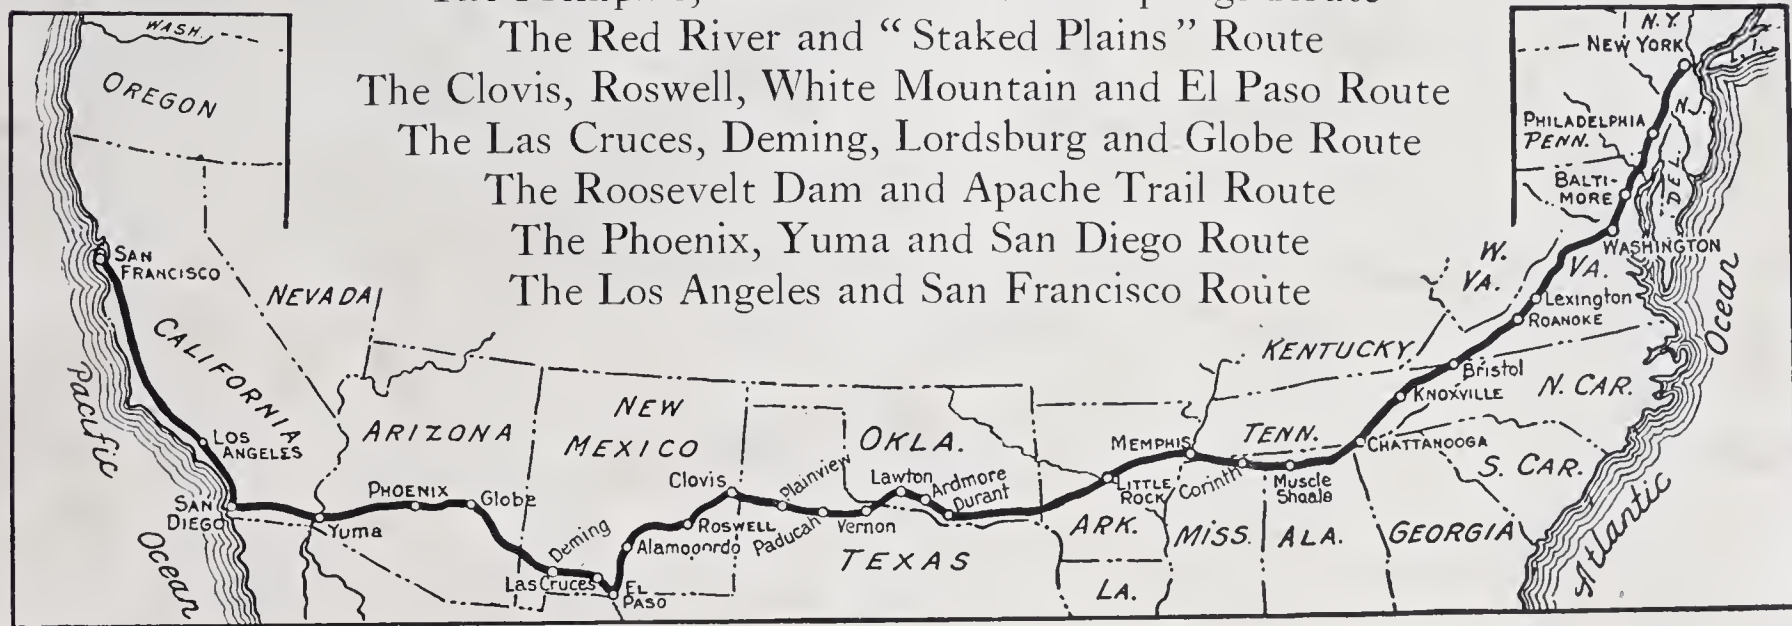 The Red River and “Staked Plains” Route
The Clovis, Roswell, White Mountain and El Paso Route
The Las Cruces, Deming, Lordsburg and Globe Route
The Roosevelt Dam and Apache Trail Route
The Phoenix, Yuma and San Diego Route
The Los Angeles and San Francisco Route
WASH.
OREGON
SAN
FRANCISCO
NEVADA
CALIFORNIA
Pacific
Ocean
LOS
ANGELES
SAN
DIEGO
Yuma
ARIZONA
PHOENIX
Globe
NEW
MEXICO
Deming
Las Cruces
EL
PASO
Alamogordo
ROSWELL
Clovis
Plainview
Paducah
Vernon
OKLA.
Lawton
Ardmore
Durant
TEXAS
LITTLE
ROCK
ARK.
LA.
MEMPHIS
Corinth
MISS.
TENN.
Muscle
Shoals
ALA.
CHATTANOOGA
GEORGIA
S. CAR.
N. CAR.
KNOXVILLE
Bristol
KENTUCKY
ROANOKE
Lexington
W.
VA.
VA.
WASHINGTON
BALTI-
MORE
DEL.
PHILADELPHIA
PENN.
N.J.
NEW YORK
N.Y.
L.I.
Atlantic
Ocean